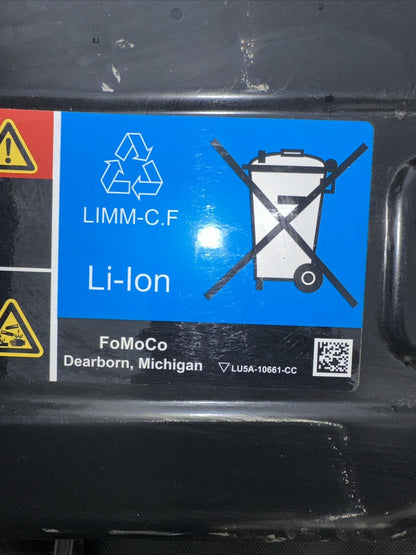 LIMM-C.F
Li-Ion
FoMoCo
Dearborn, Michigan
LU5A-10661-CC